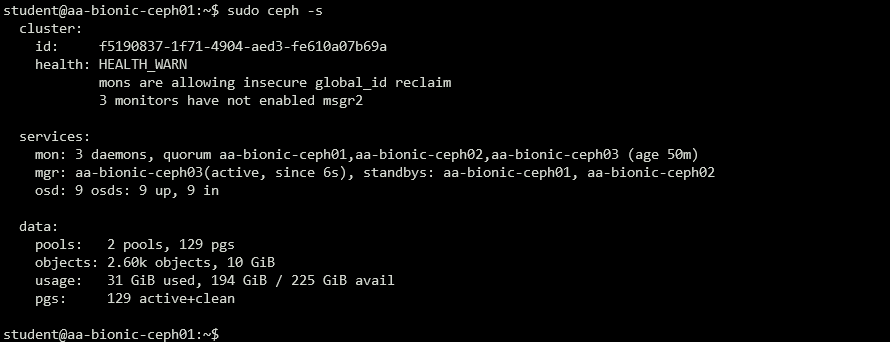 student@aa-bionic-ceph01:~$ sudo ceph -s
  cluster:
    id:     f5190837-1f71-4904-aed3-fe610a07b69a
    health: HEALTH_WARN
            mons are allowing insecure global_id reclaim
            3 monitors have not enabled msgr2

  services:
    mon: 3 daemons, quorum aa-bionic-ceph01,aa-bionic-ceph02,aa-bionic-ceph03 (age 50m)
    mgr: aa-bionic-ceph03(active, since 6s), standbys: aa-bionic-ceph01, aa-bionic-ceph02
    osd: 9 osds: 9 up, 9 in

  data:
    pools:   2 pools, 129 pgs
    objects: 2.60k objects, 10 GiB
    usage:   31 GiB used, 194 GiB / 225 GiB avail
    pgs:     129 active+clean

student@aa-bionic-ceph01:~$